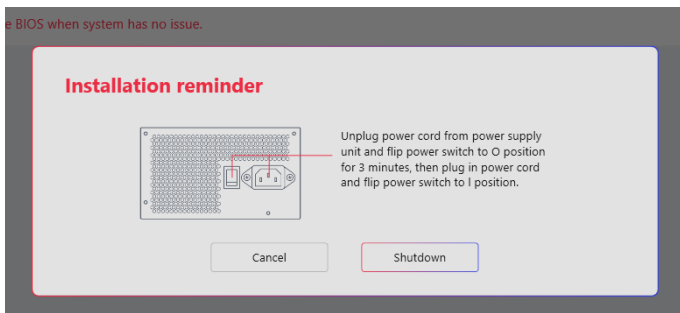 e BIOS when system has no issue.
Installation reminder
Unplug power cord from power supply
unit and flip power switch to O position
for 3 minutes, then plug in power cord
and flip power switch to l position.
Cancel
Shutdown